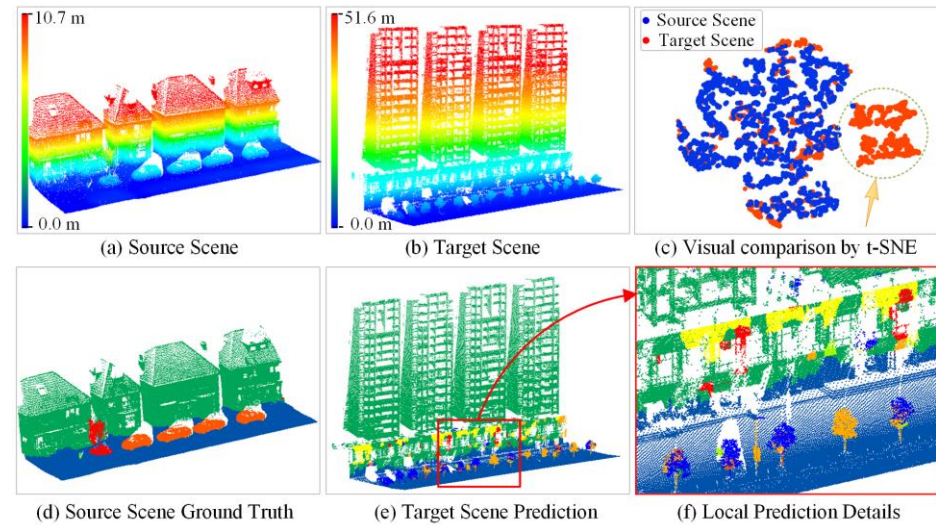 10.7 m
0.0 m
(a) Source Scene
51.6 m
0.0 m
(b) Target Scene
Source Scene
Target Scene
(c) Visual comparison by t-SNE
(d) Source Scene Ground Truth
(e) Target Scene Prediction
(f) Local Prediction Details